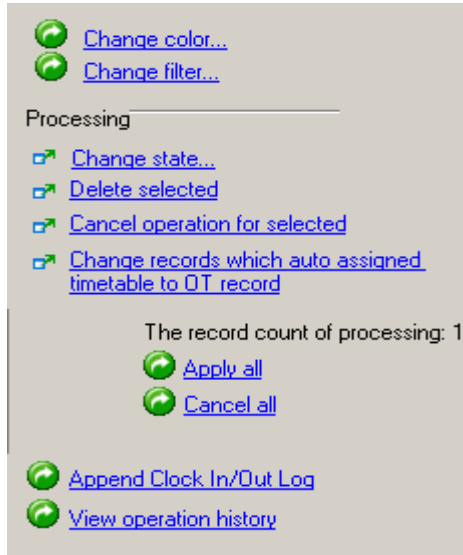 Change color...
Change filter...
Processing
Change state...
Delete selected
Cancel operation for selected
Change records which auto assigned
timetable to OT record
The record count of processing: 1
Apply all
Cancel all
Append Clock In/Out Log
View operation history